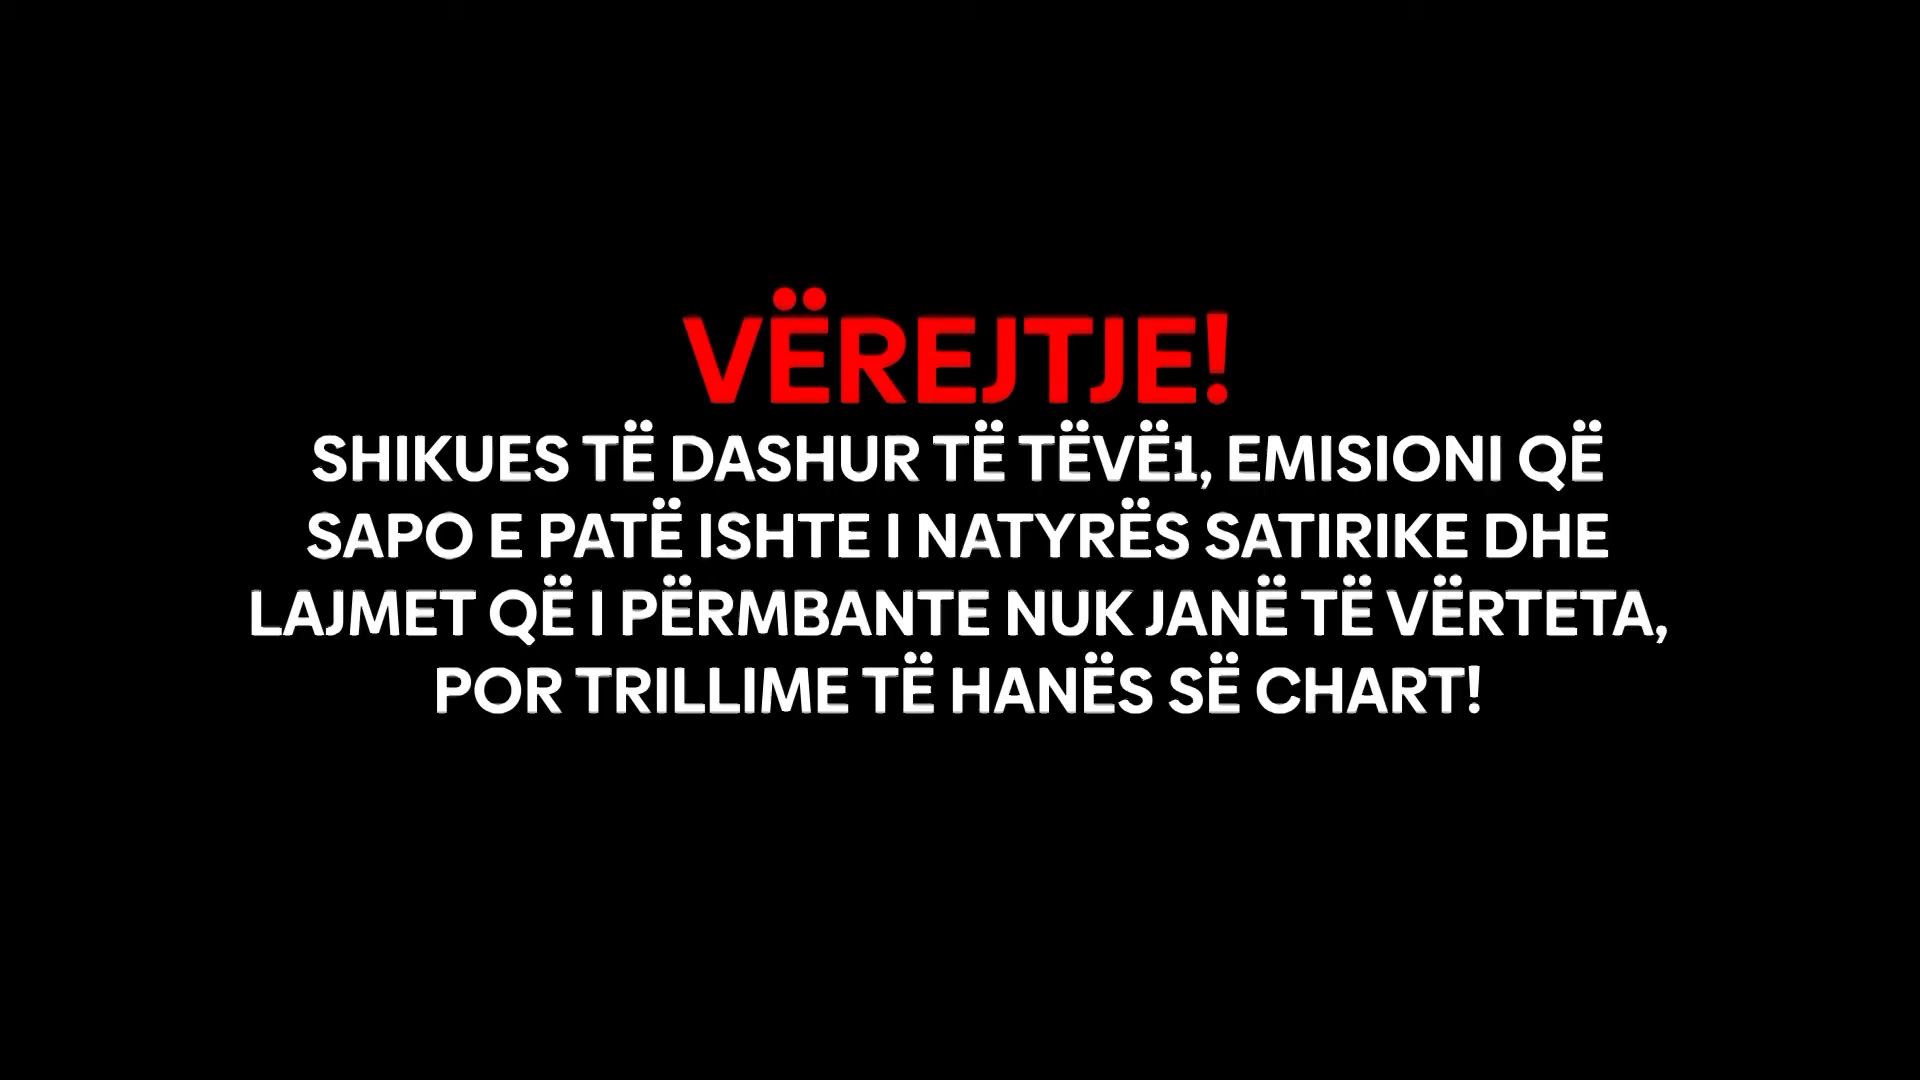 VËREJTJE!
SHIKUES TË DASHUR TË TËVË1, EMISIONI QË
SAPO E PATË ISHTE I NATYRËS SATIRIKE DHE
LAJMET QË I PËRMBANTE NUK JANË TË VËRTETA,
POR TRILLIME TË HANËS SË CHART!